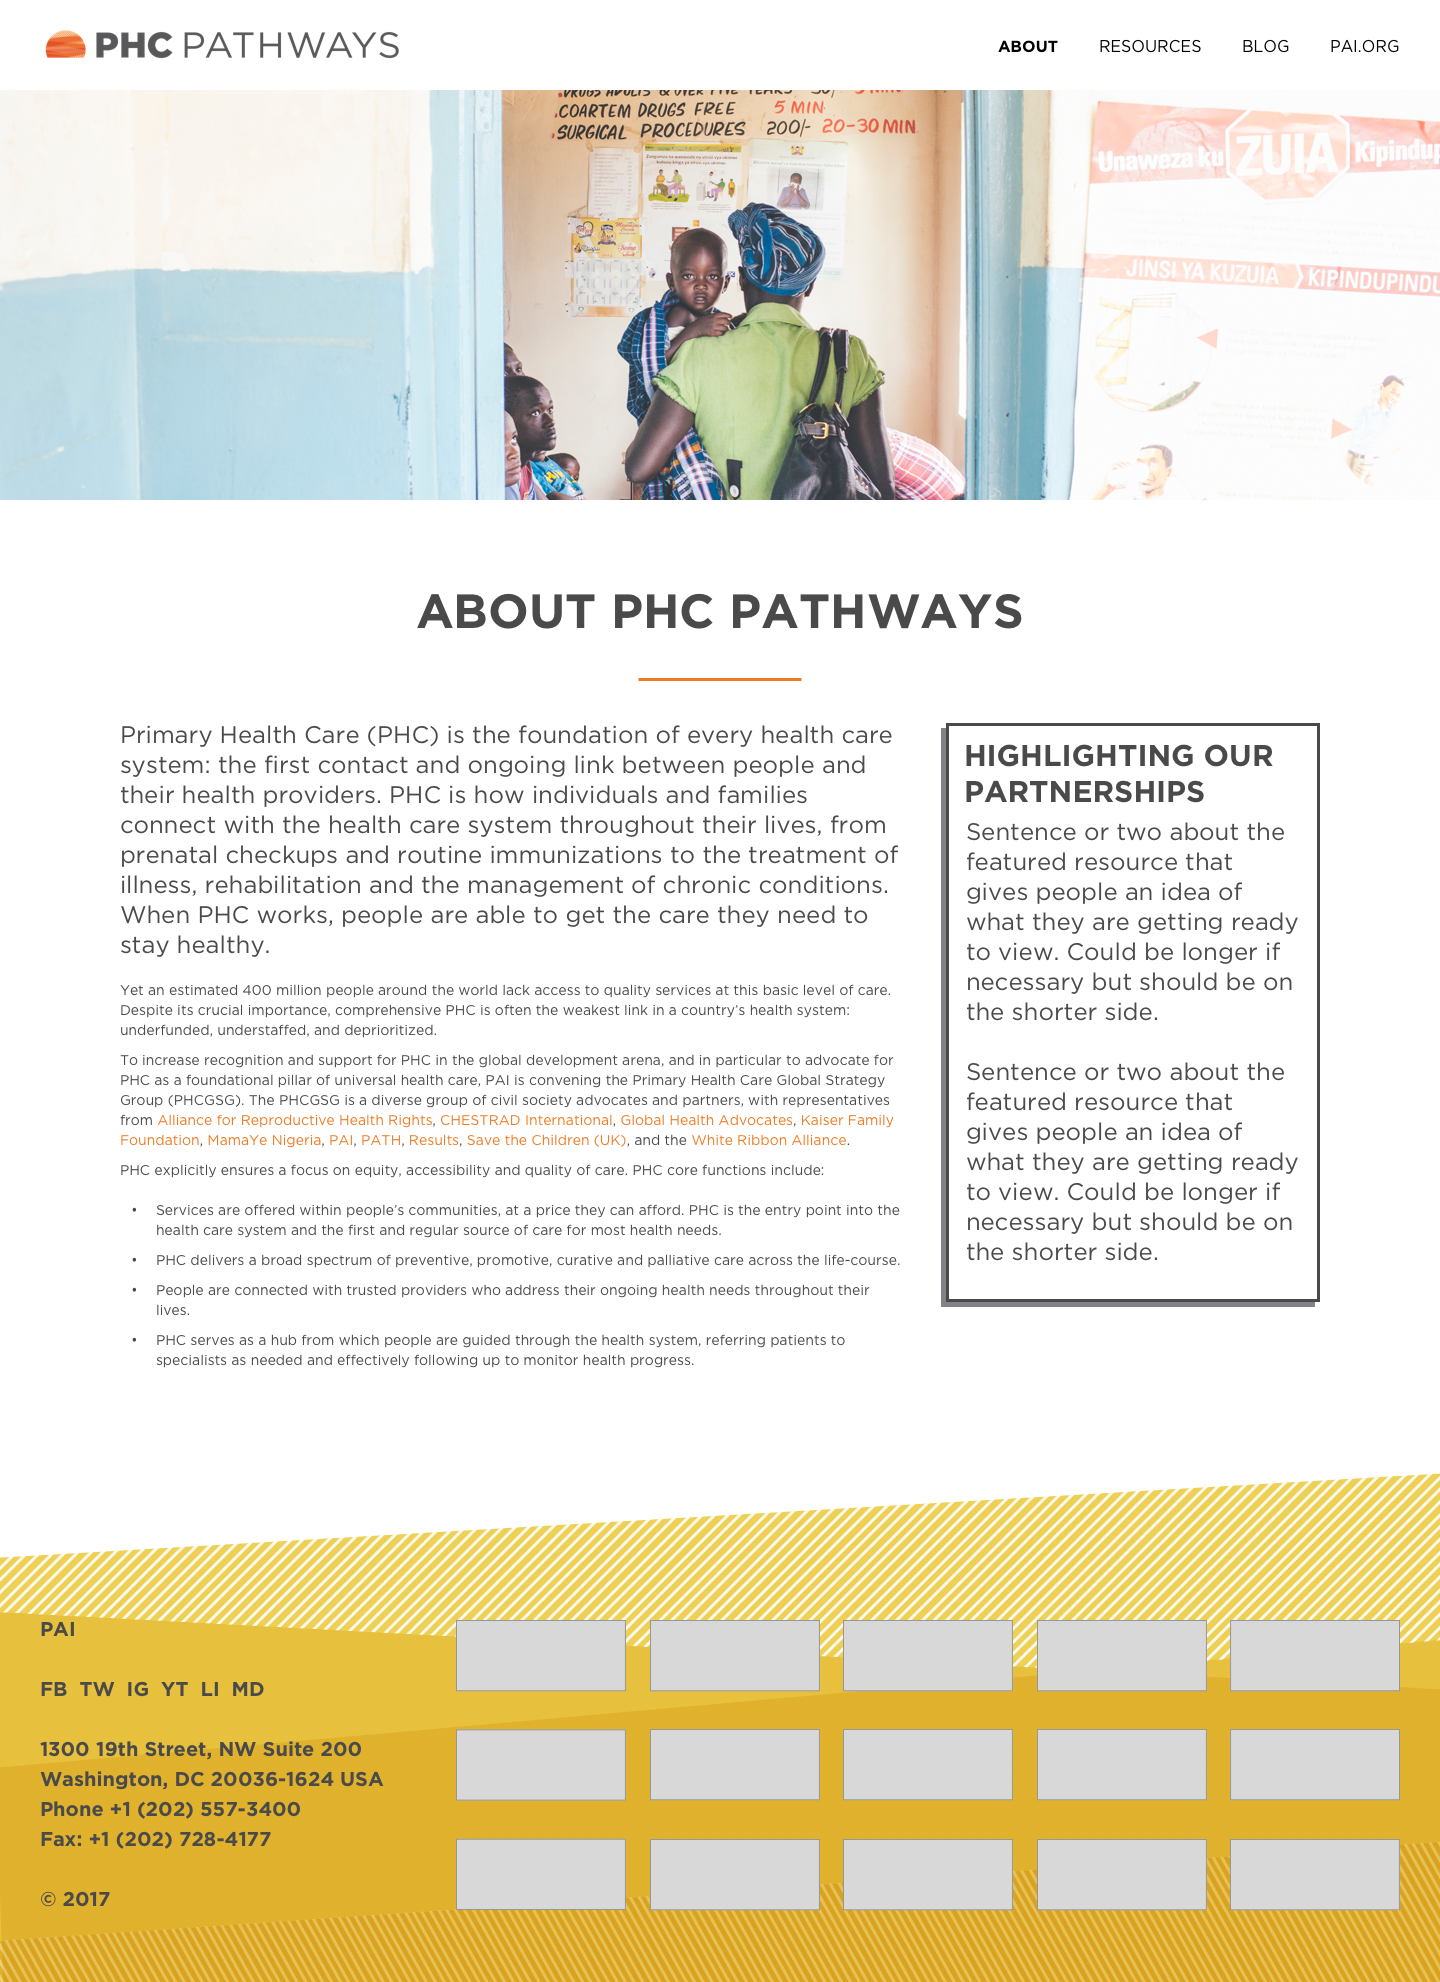 PHC PATHWAYS
ABOUT
RESOURCES
BLOG
PAI.ORG
COARTEM DRUGS FREE 5 MIN
SURGICAL PROCEDURES 200/- 20-30 MIN
Unaweza ku
ZUIA
Kipindup
JINSI YA KUZUIA
KIPINDUPINDU
ABOUT PHC PATHWAYS
Primary Health Care (PHC) is the foundation of every health care
system: the first contact and ongoing link between people and
their health providers. PHC is how individuals and families
connect with the health care system throughout their lives, from
prenatal checkups and routine immunizations to the treatment of
illness, rehabilitation and the management of chronic conditions.
When PHC works, people are able to get the care they need to
stay healthy.
Yet an estimated 400 million people around the world lack access to quality services at this basic level of care.
Despite its crucial importance, comprehensive PHC is often the weakest link in a country’s health system:
underfunded, understaffed, and deprioritized.
To increase recognition and support for PHC in the global development arena, and in particular to advocate for
PHC as a foundational pillar of universal health care, PAI is convening the Primary Health Care Global Strategy
Group (PHCGSG). The PHCGSG is a diverse group of civil society advocates and partners, with representatives
from Alliance for Reproductive Health Rights, CHESTRAD International, Global Health Advocates, Kaiser Family
Foundation, MamaYe Nigeria, PAI, PATH, Results, Save the Children (UK), and the White Ribbon Alliance.
PHC explicitly ensures a focus on equity, accessibility and quality of care. PHC core functions include:
• Services are offered within people’s communities, at a price they can afford. PHC is the entry point into the
health care system and the first and regular source of care for most health needs.
• PHC delivers a broad spectrum of preventive, promotive, curative and palliative care across the life-course.
• People are connected with trusted providers who address their ongoing health needs throughout their
lives.
• PHC serves as a hub from which people are guided through the health system, referring patients to
specialists as needed and effectively following up to monitor health progress.
HIGHLIGHTING OUR
PARTNERSHIPS
Sentence or two about the
featured resource that
gives people an idea of
what they are getting ready
to view. Could be longer if
necessary but should be on
the shorter side.
Sentence or two about the
featured resource that
gives people an idea of
what they are getting ready
to view. Could be longer if
necessary but should be on
the shorter side.
PAI
FB TW IG YT LI MD
1300 19th Street, NW Suite 200
Washington, DC 20036-1624 USA
Phone +1 (202) 557-3400
Fax: +1 (202) 728-4177
© 2017